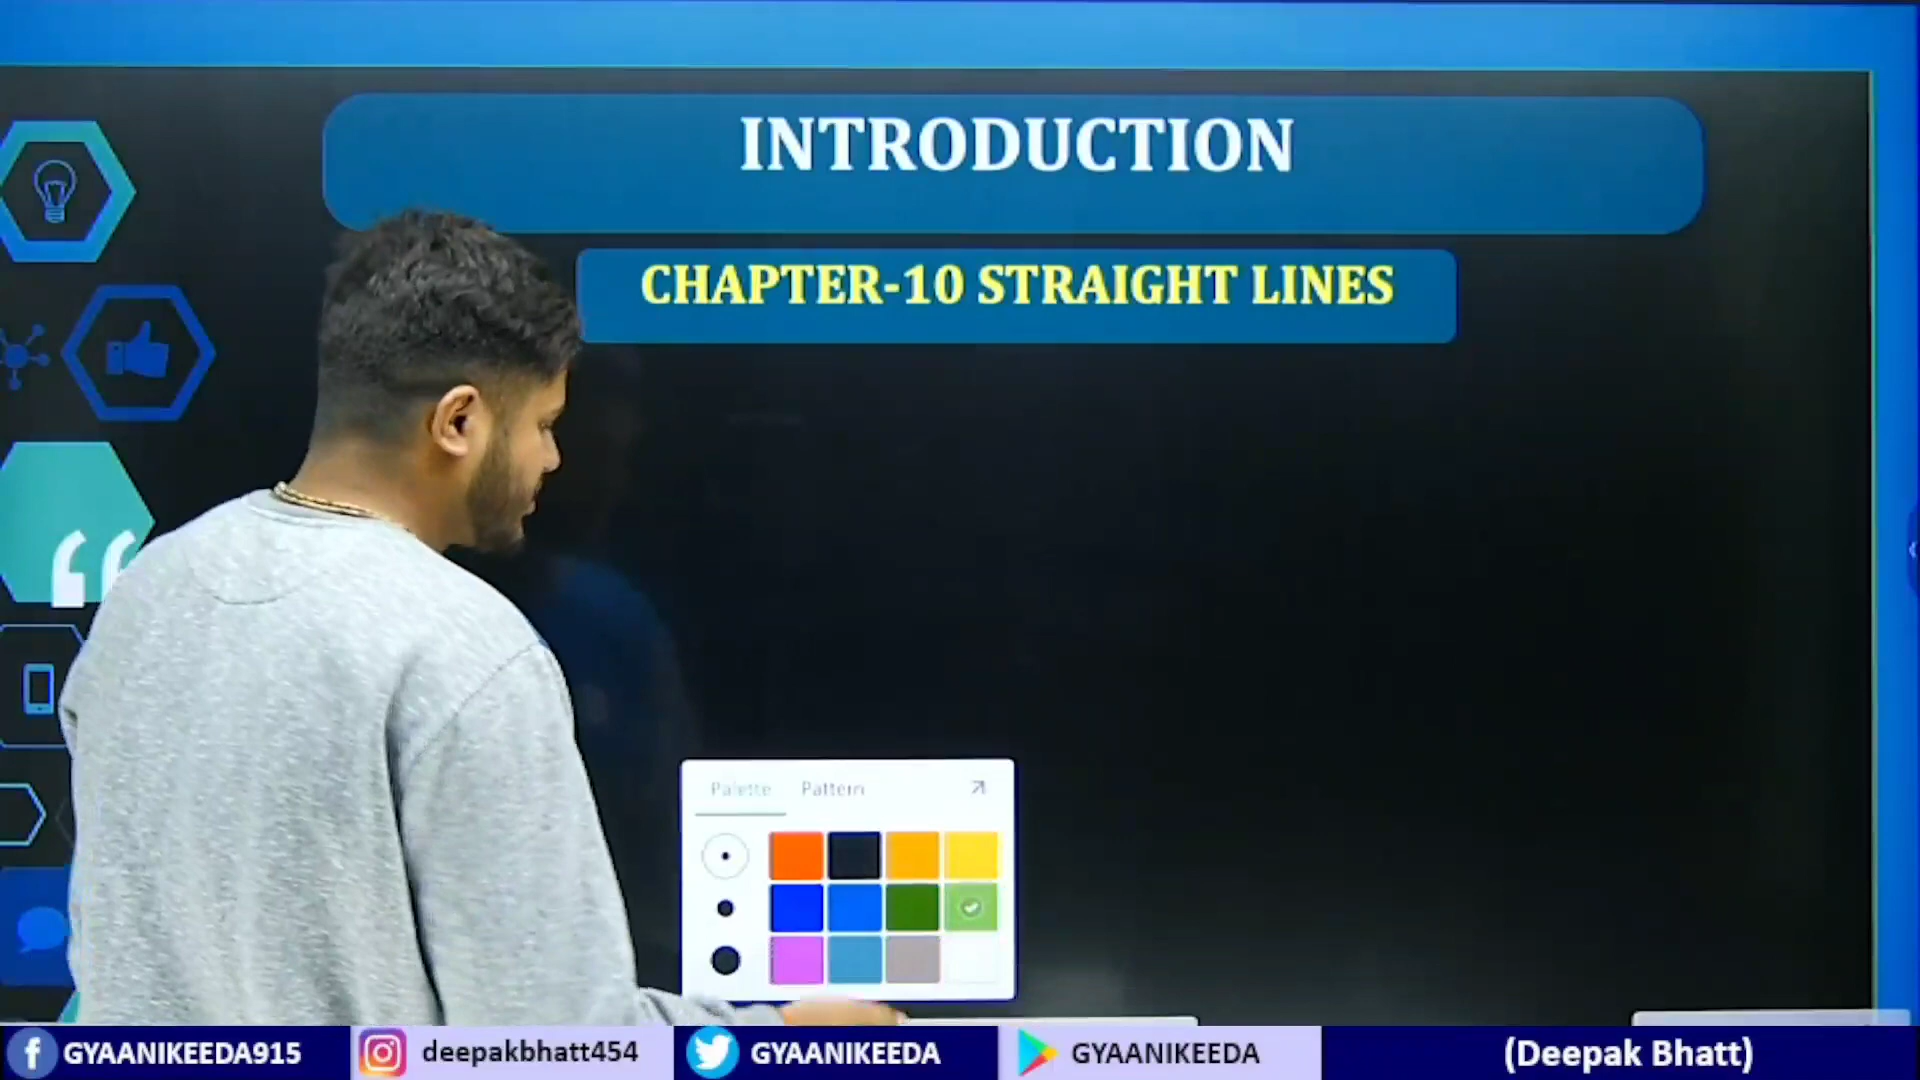 INTRODUCTION
CHAPTER-10 STRAIGHT LINES
Palette Pattern
GYAANIKEEDA915 deepakbhatt454 GYAANIKEEDA GYAANIKEEDA (Deepak Bhatt)